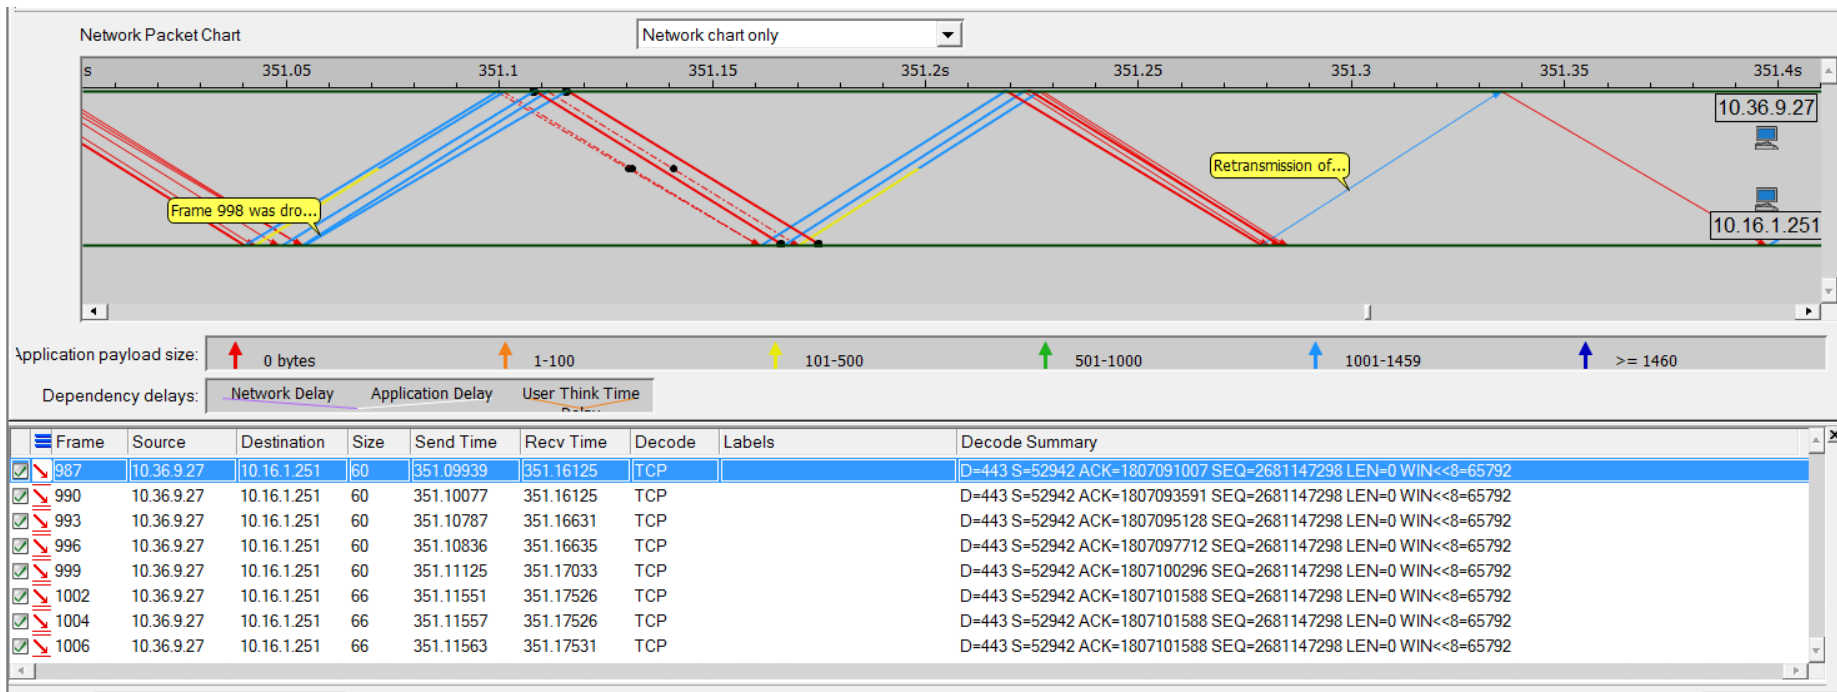 Network Packet Chart
Network chart only
s 351.05 351.1 351.15 351.2s 351.25 351.3 351.35 351.4s
10.36.9.27
Retransmission of...
Frame 998 was dro...
10.16.1.251
Application payload size: 0 bytes 1-100 101-500 501-1000 1001-1459 >= 1460
Dependency delays: Network Delay Application Delay User Think Time
Frame Source Destination Size Send Time Recv Time Decode Labels Decode Summary
987 10.36.9.27 10.16.1.251 60 351.09939 351.16125 TCP D=443 S=52942 ACK=1807091007 SEQ=2681147298 LEN=0 WIN<<8=65792
990 10.36.9.27 10.16.1.251 60 351.10077 351.16125 TCP D=443 S=52942 ACK=1807093591 SEQ=2681147298 LEN=0 WIN<<8=65792
993 10.36.9.27 10.16.1.251 60 351.10787 351.16631 TCP D=443 S=52942 ACK=1807095128 SEQ=2681147298 LEN=0 WIN<<8=65792
996 10.36.9.27 10.16.1.251 60 351.10836 351.16635 TCP D=443 S=52942 ACK=1807097712 SEQ=2681147298 LEN=0 WIN<<8=65792
999 10.36.9.27 10.16.1.251 60 351.11125 351.17033 TCP D=443 S=52942 ACK=1807100296 SEQ=2681147298 LEN=0 WIN<<8=65792
1002 10.36.9.27 10.16.1.251 66 351.11551 351.17526 TCP D=443 S=52942 ACK=1807101588 SEQ=2681147298 LEN=0 WIN<<8=65792
1004 10.36.9.27 10.16.1.251 66 351.11557 351.17526 TCP D=443 S=52942 ACK=1807101588 SEQ=2681147298 LEN=0 WIN<<8=65792
1006 10.36.9.27 10.16.1.251 66 351.11563 351.17531 TCP D=443 S=52942 ACK=1807101588 SEQ=2681147298 LEN=0 WIN<<8=65792